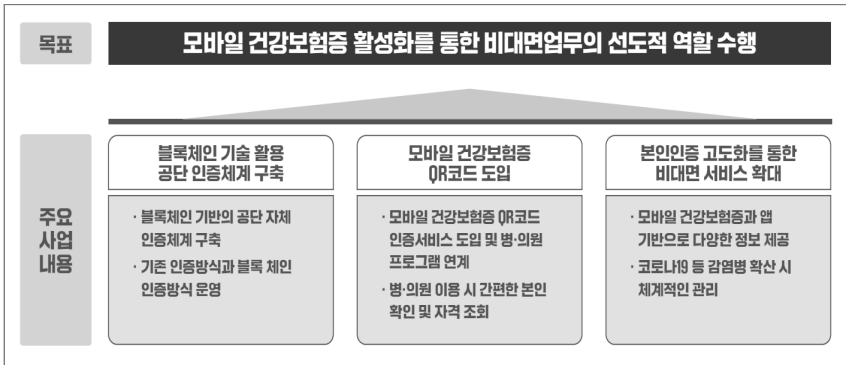 목표
모바일 건강보험증 활성화를 통한 비대면업무의 선도적 역할 수행
주요
사업
내용
블록체인 기술 활용
공단 인증체계 구축
· 블록체인 기반의 공단 자체
인증체계 구축
· 기존 인증방식과 블록 체인
인증방식 운영
모바일 건강보험증
QR코드 도입
· 모바일 건강보험증 QR코드
인증서비스 도입 및 병·의원
프로그램 연계
· 병·의원 이용 시 간편한 본인
확인 및 자격 조회
본인인증 고도화를 통한
비대면 서비스 확대
· 모바일 건강보험증과 앱
기반으로 다양한 정보 제공
· 코로나19 등 감염병 확산 시
체계적인 관리